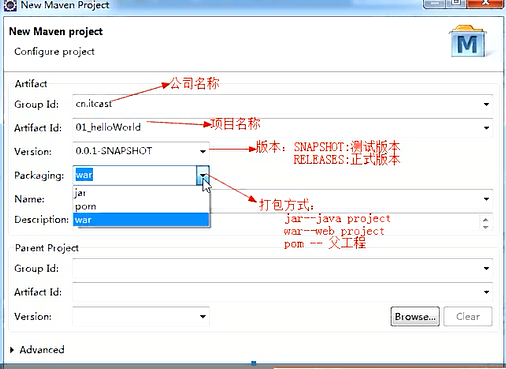 New Maven Project
New Maven project
Configure project
Artifact
Group Id: cn.itcast
公司名称
Artifact Id: 01_helloWorld
项目名称
Version: 0.0.1-SNAPSHOT
版本：SNAPSHOT:测试版本
RELEASES:正式版本
Packaging: war
jar
pom
war
Name:
Description:
打包方式：
jar--java project
war--web project
pom -- 父工程
Parent Project
Group Id:
Artifact Id:
Version:
Browse...
Clear
Advanced